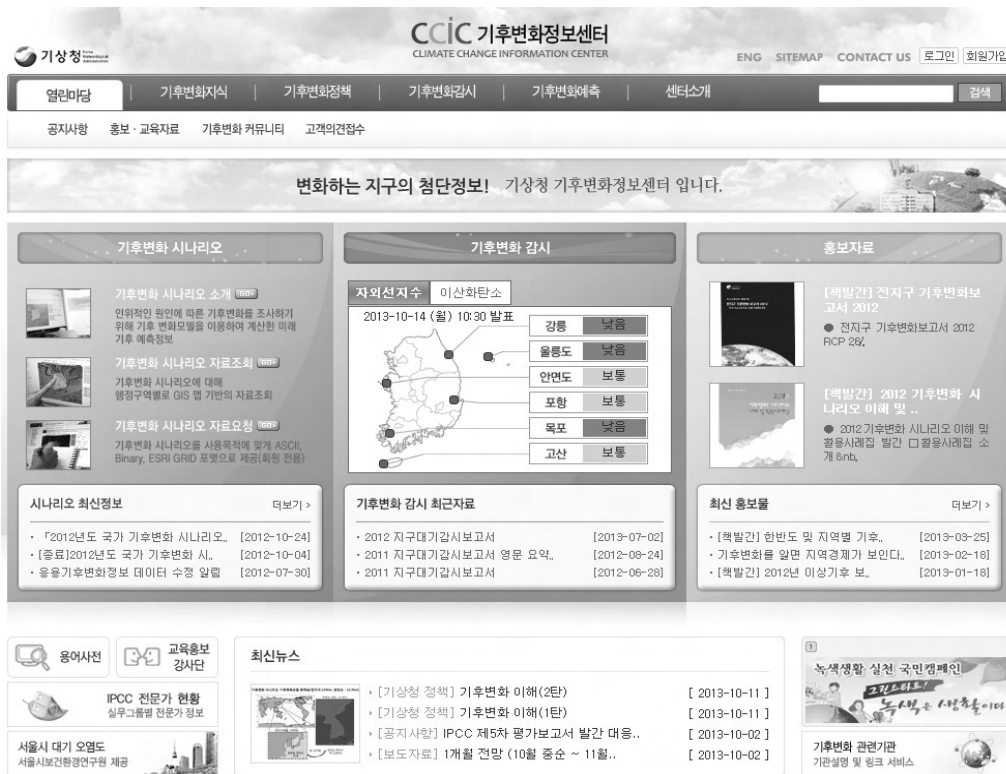 기상청
CCIC 기후변화정보센터
CLIMATE CHANGE INFORMATION CENTER
ENG SITEMAP CONTACT US 로그인 회원가입
열린마당 기후변화지식 기후변화정책 기후변화감시 기후변화예측 센터소개 검색
공지사항 홍보 · 교육자료 기후변화 커뮤니티 고객의견접수
변화하는 지구의 첨단정보! 기상청 기후변화정보센터 입니다.
기후변화 시나리오
기후변화 시나리오 소개 GO
인위적인 원인에 따른 기후변화를 조사하기
위해 기후 변화모델을 이용하여 계산한 미래
기후 예측정보
기후변화 시나리오 자료조회 GO
기후변화 시나리오에 대해
행정구역별로 GIS 맵 기반의 자료조회
기후변화 시나리오 자료요청 GO
기후변화 시나리오를 사용목적에 맞게 ASCII,
Binary, ESRI GRID 포맷으로 제공(회원 전용)
기후변화 감시
자외선지수 이산화탄소
2013-10-14 (월) 10:30 발표
강릉 낮음
울릉도 낮음
안면도 보통
포항 보통
목포 낮음
고산 보통
홍보자료
[책발간] 전지구 기후변화보
고서 2012
● 전지구 기후변화보고서 2012
RCP 26/.
[책발간] 2012 기후변화 시
나리오 이해 및 ..
● 2012기후변화 시나리오 이해 및
활용사례집 발간 □활용사례집 소
개 &nb.
시나리오 최신정보 더보기 >
· 「2012년도 국가 기후변화 시나리오.. [2012-10-24]
· [종료]2012년도 국가 기후변화 시.. [2012-10-04]
· 응용기후변화정보 데이터 수정 알림 [2012-07-30]
기후변화 감시 최근자료
· 2012 지구대기감시보고서 [2013-07-02]
· 2011 지구대기감시보고서 영문 요약.. [2012-08-24]
· 2011 지구대기감시보고서 [2012-06-28]
최신 홍보물 더보기 >
· [책발간] 한반도 및 지역별 기후.. [2013-03-25]
· 기후변화를 알면 지역경제가 보인다.. [2013-02-18]
· [책발간] 2012년 이상기후 보.. [2013-01-18]
용어사전
교육홍보
강사단
IPCC 전문가 현황
실무그룹별 전문가 정보
서울시 대기 오염도
서울시보건환경연구원 제공
최신뉴스
[기상청 정책] 기후변화 이해(2탄) [ 2013-10-11 ]
[기상청 정책] 기후변화 이해(1탄) [ 2013-10-11 ]
[공지사항] IPCC 제5차 평가보고서 발간 대응.. [ 2013-10-02 ]
[보도자료] 1개월 전망 (10월 중순 ~ 11월.. [ 2013-10-02 ]
1
녹색생활 실천 국민캠페인
그린스타트!
녹색은 생활이다
기후변화 관련기관
기관설명 및 링크 서비스